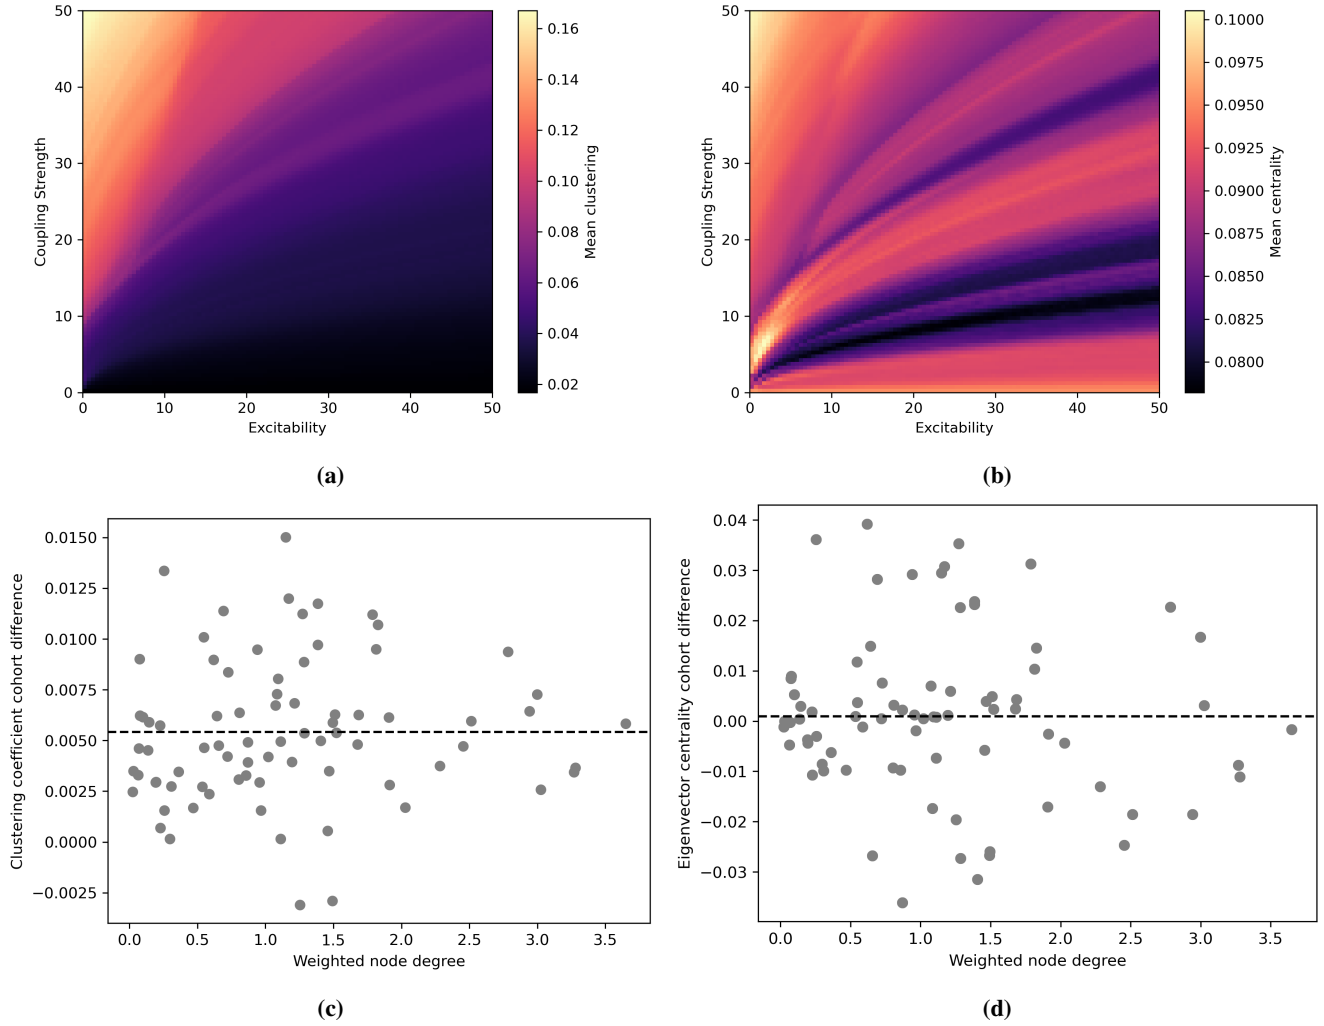 50
40
30
20
10
0
Coupling Strength
0 10 20 30 40 50
Excitability
0.16
0.14
0.12
0.10
0.08
0.06
0.04
0.02
Mean clustering
(a)
50
40
30
20
10
0
Coupling Strength
0 10 20 30 40 50
Excitability
0.1000
0.0975
0.0950
0.0925
0.0900
0.0875
0.0850
0.0825
0.0800
Mean centrality
(b)
0.0150
0.0125
0.0100
0.0075
0.0050
0.0025
0.0000
−0.0025
Clustering coefficient cohort difference
0.0 0.5 1.0 1.5 2.0 2.5 3.0 3.5
Weighted node degree
(c)
0.04
0.03
0.02
0.01
0.00
−0.01
−0.02
−0.03
Eigenvector centrality cohort difference
0.0 0.5 1.0 1.5 2.0 2.5 3.0 3.5
Weighted node degree
(d)